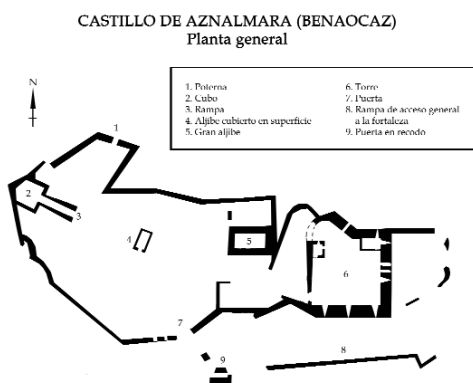 CASTILLO DE AZNALMARA (BENAOCAZ)
Planta general
N
1. Poterna
2. Cubo
3. Rampa
4. Aljibe cubierto en superficie
5. Gran aljibe
6. Torre
7. Puerta
8. Rampa de acceso general
a la fortaleza
9. Puerta en recodo
1
2
3
4
5
6
7
8
9